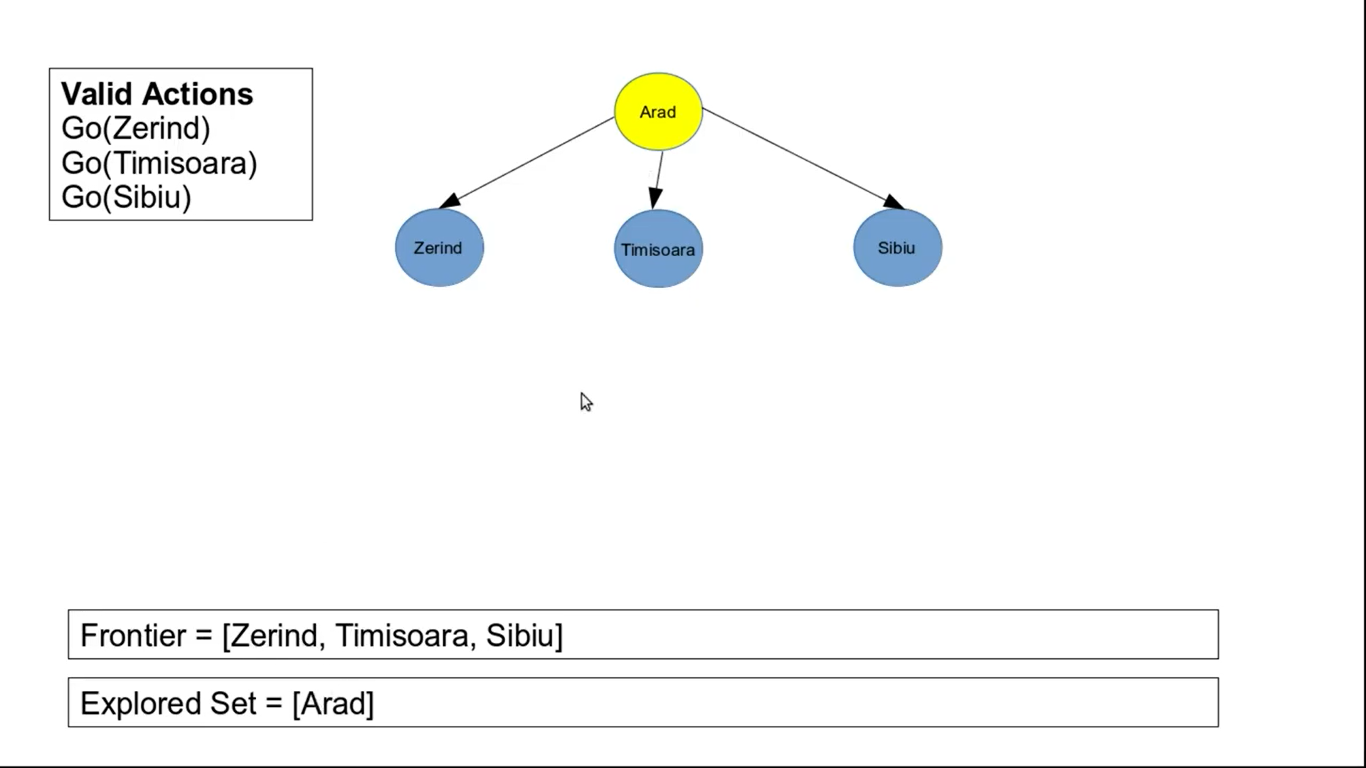 Valid Actions
Go(Zerind)
Go(Timisoara)
Go(Sibiu)
Arad
Zerind
Timisoara
Sibiu
Frontier = [Zerind, Timisoara, Sibiu]
Explored Set = [Arad]